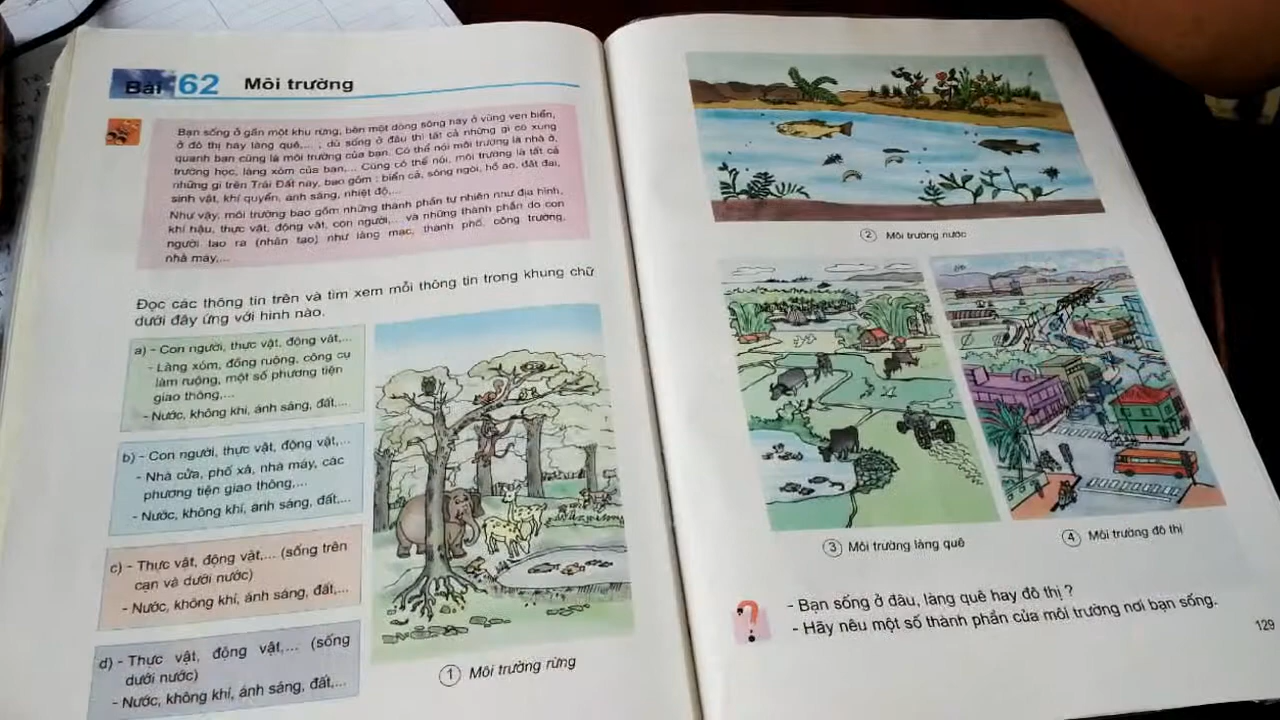 Bài 62 Môi trường
Bạn sống ở gần một khu rừng, bên một dòng sông hay ở vùng ven biển,
ở đô thị hay làng quê,... ; dù sống ở đâu thì tất cả những gì có xung
quanh bạn cũng là môi trường của bạn. Có thể nói môi trường là nhà ở,
trường học, làng xóm của bạn,... Cũng có thể nói, môi trường là tất cả
những gì trên Trái Đất này, bao gồm : biển cả, sông ngòi, hồ ao, đất đai,
sinh vật, khí quyển, ánh sáng, nhiệt độ,...
Như vậy, môi trường bao gồm những thành phần tự nhiên như địa hình,
khí hậu, thực vật, động vật, con người,... và những thành phần do con
người tạo ra (nhân tạo) như làng mạc, thành phố, công trường,
nhà máy,...
Đọc các thông tin trên và tìm xem mỗi thông tin trong khung chữ
dưới đây ứng với hình nào.
a) - Con người, thực vật, động vật,...
- Làng xóm, đồng ruộng, công cụ
làm ruộng, một số phương tiện
giao thông,...
- Nước, không khí, ánh sáng, đất,...
b) - Con người, thực vật, động vật,...
- Nhà cửa, phố xá, nhà máy, các
phương tiện giao thông,...
- Nước, không khí, ánh sáng, đất,...
c) - Thực vật, động vật,... (sống trên
cạn và dưới nước)
- Nước, không khí, ánh sáng, đất,...
d) - Thực vật, động vật,... (sống
dưới nước)
- Nước, không khí, ánh sáng, đất,...
1 Môi trường rừng
2 Môi trường nước
3 Môi trường làng quê
4 Môi trường đô thị
- Bạn sống ở đâu, làng quê hay đô thị ?
- Hãy nêu một số thành phần của môi trường nơi bạn sống.
129